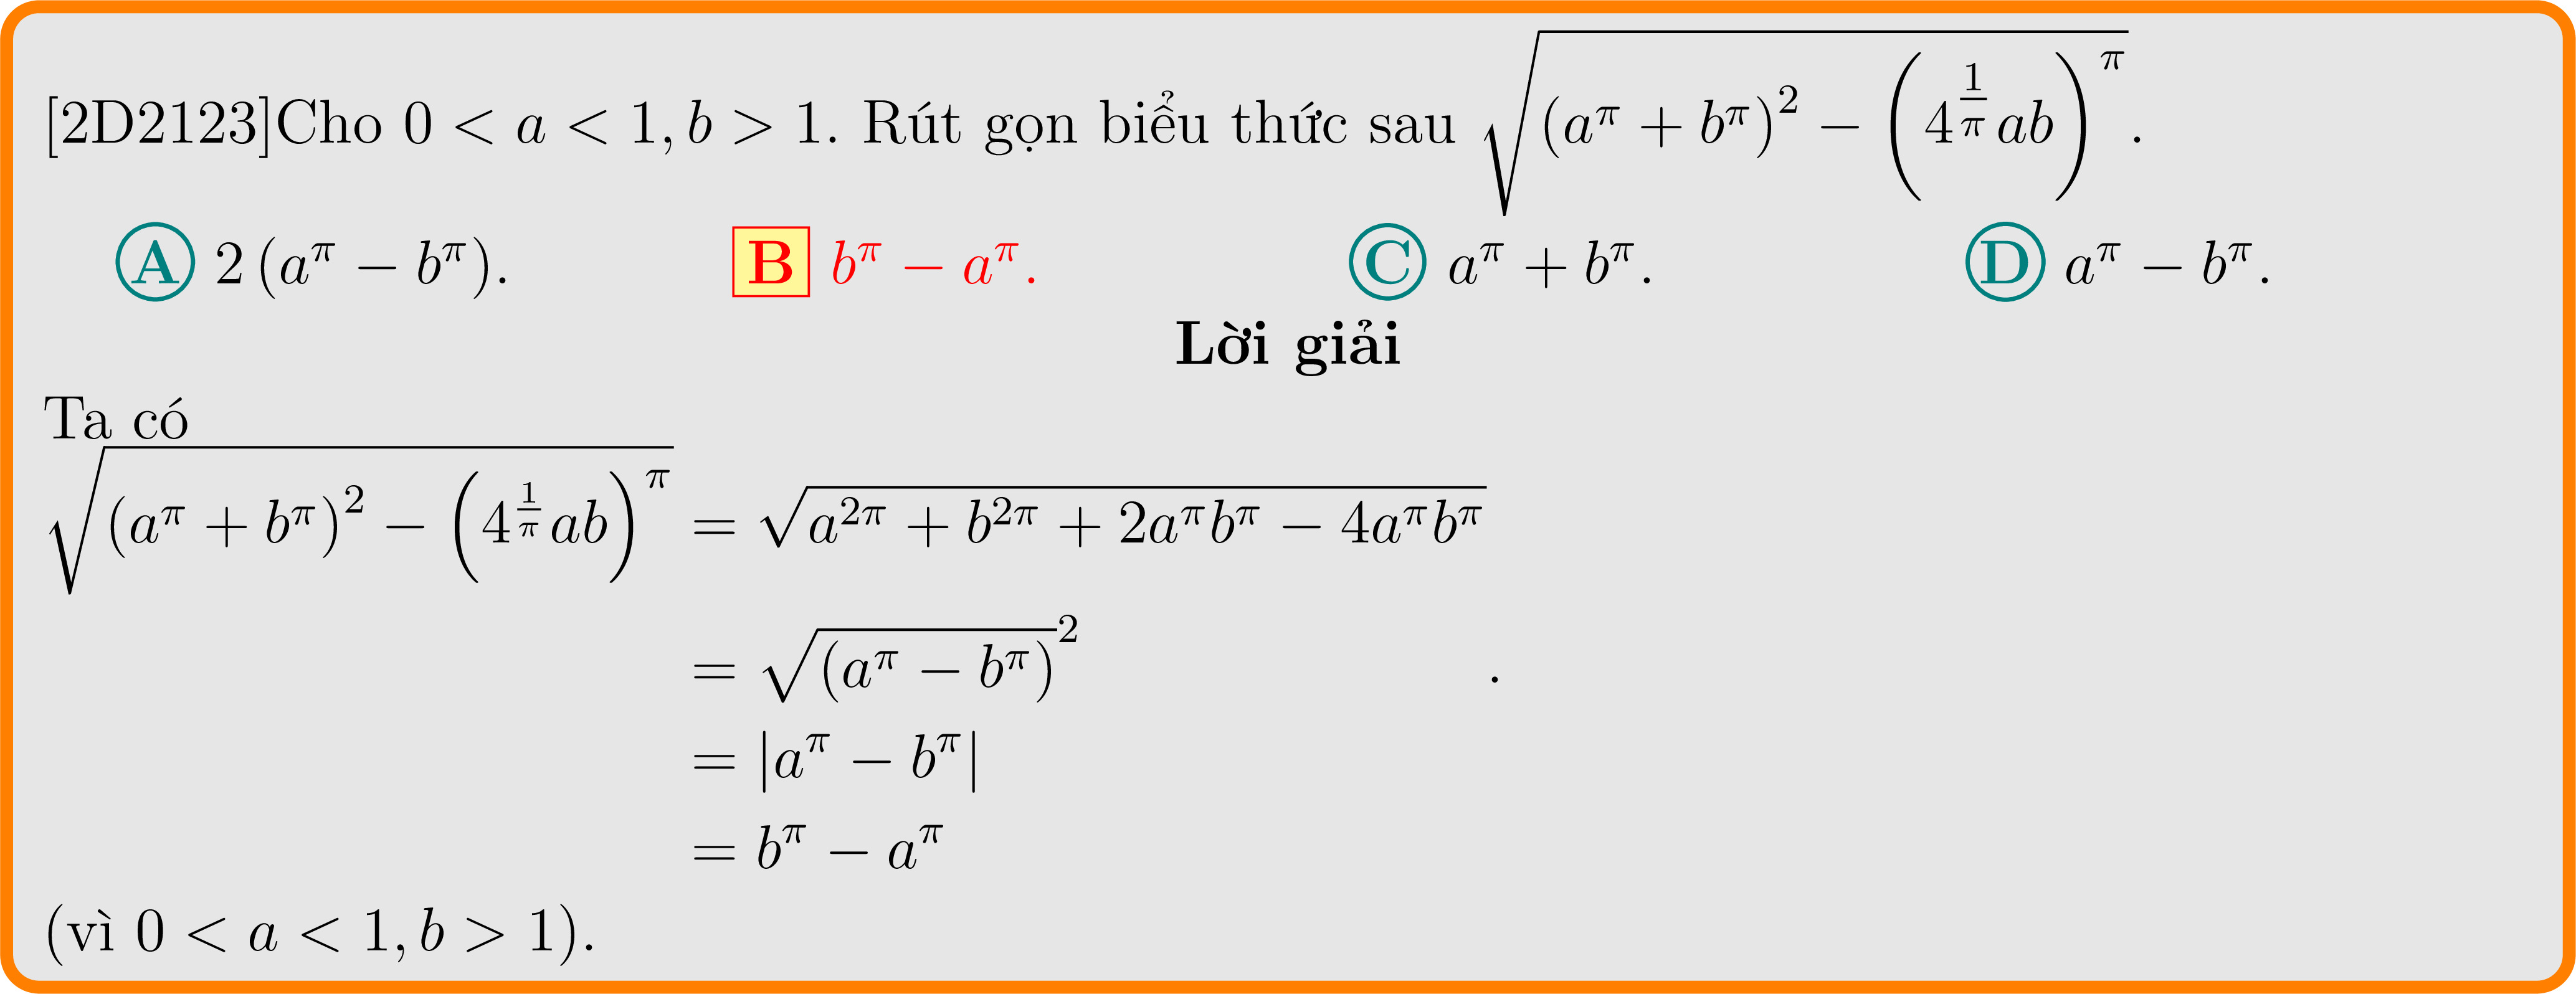 [2D2123]Cho $0 < a < 1, b > 1$. Rút gọn biểu thức sau $\sqrt{(a^{\pi} + b^{\pi})^{2} - \left(4^{\frac{1}{\pi}}ab\right)^{\pi}}$.
A $2(a^{\pi} - b^{\pi})$. B $b^{\pi} - a^{\pi}$. C $a^{\pi} + b^{\pi}$. D $a^{\pi} - b^{\pi}$.
Lời giải
Ta có
$\sqrt{(a^{\pi} + b^{\pi})^{2} - \left(4^{\frac{1}{\pi}}ab\right)^{\pi}} = \sqrt{a^{2\pi} + b^{2\pi} + 2a^{\pi}b^{\pi} - 4a^{\pi}b^{\pi}}$
$= \sqrt{(a^{\pi} - b^{\pi})}^{2}$ .
$= |a^{\pi} - b^{\pi}|$
$= b^{\pi} - a^{\pi}$
(vì $0 < a < 1, b > 1$).